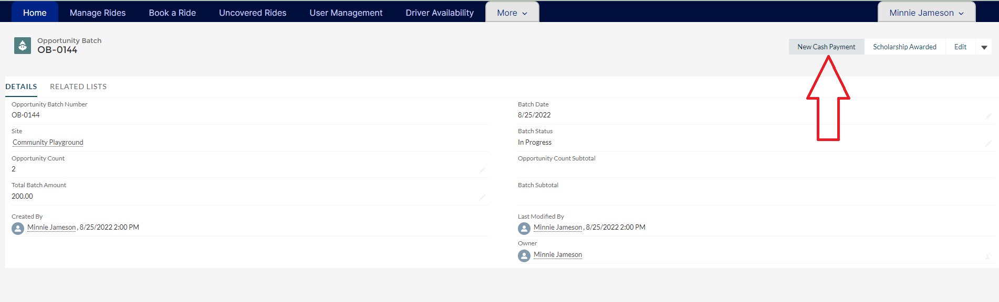 Home Manage Rides Book a Ride Uncovered Rides User Management Driver Availability More Minnie Jameson
Opportunity Batch
OB-0144
New Cash Payment Scholarship Awarded Edit
DETAILS RELATED LISTS
Opportunity Batch Number
OB-0144
Batch Date
8/25/2022
Site
Community Playground
Batch Status
In Progress
Opportunity Count
2
Opportunity Count Subtotal
Total Batch Amount
200.00
Batch Subtotal
Created By
Minnie Jameson, 8/25/2022 2:00 PM
Last Modified By
Minnie Jameson, 8/25/2022 2:00 PM
Owner
Minnie Jameson